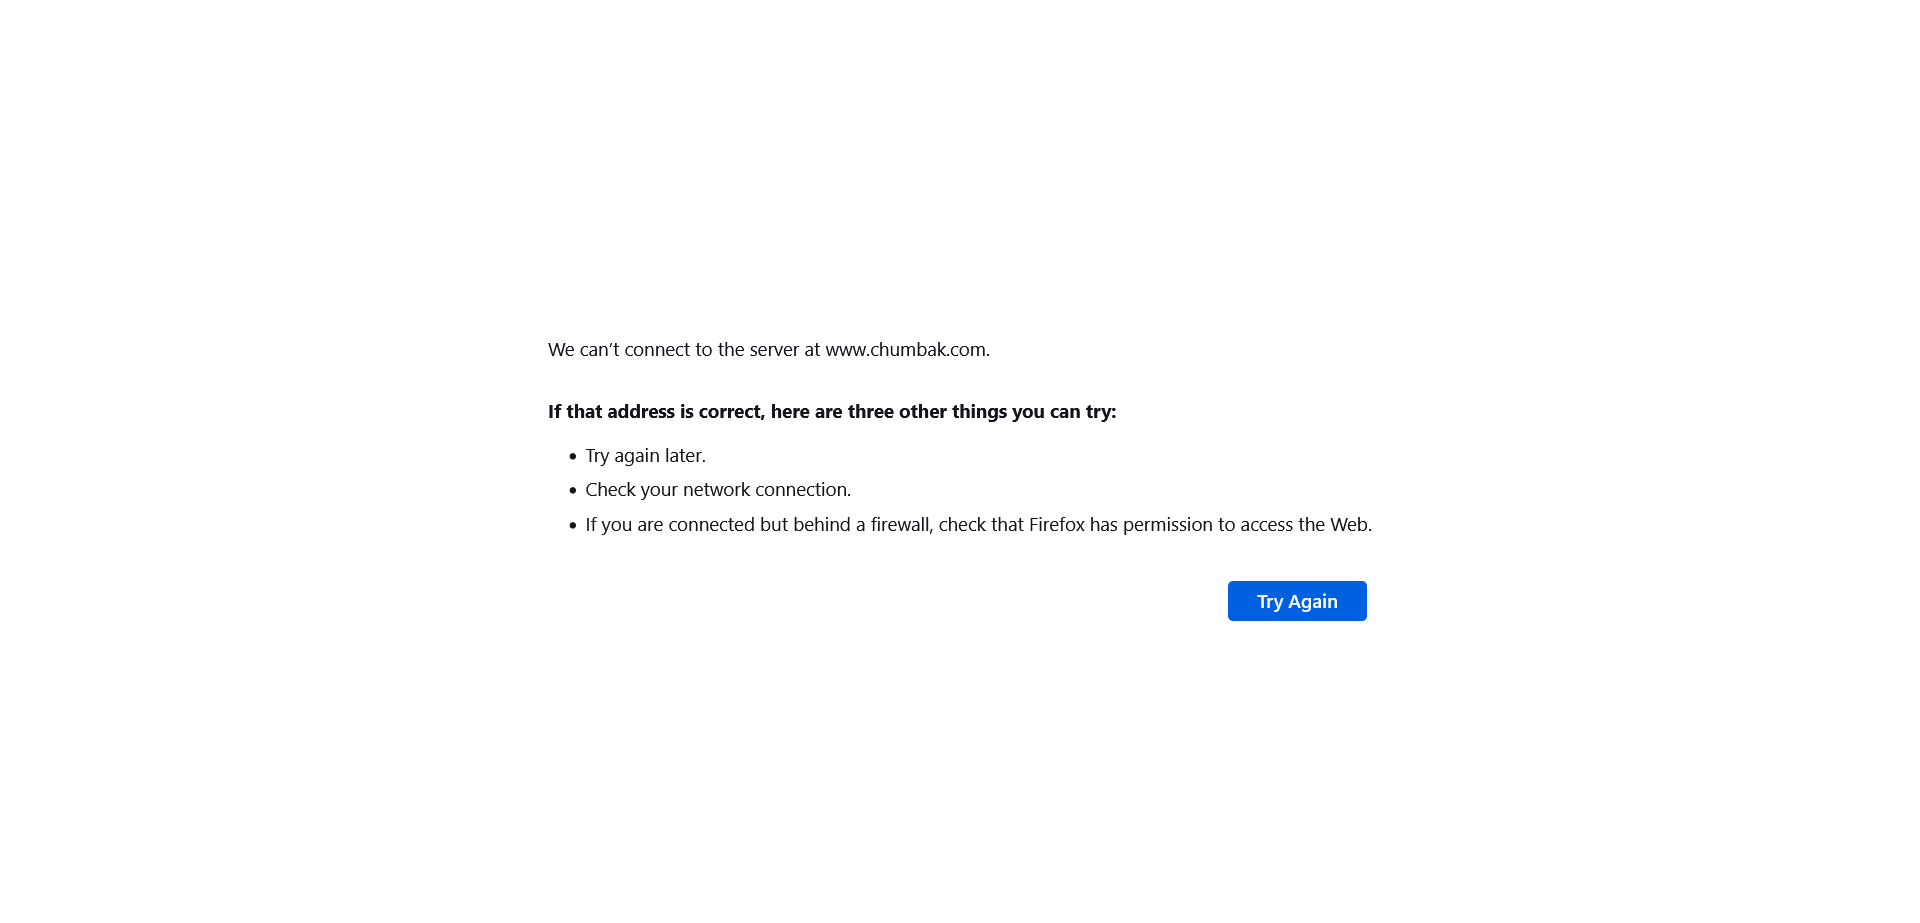 We can’t connect to the server at www.chumbak.com.
If that address is correct, here are three other things you can try:
• Try again later.
• Check your network connection.
• If you are connected but behind a firewall, check that Firefox has permission to access the Web.
Try Again